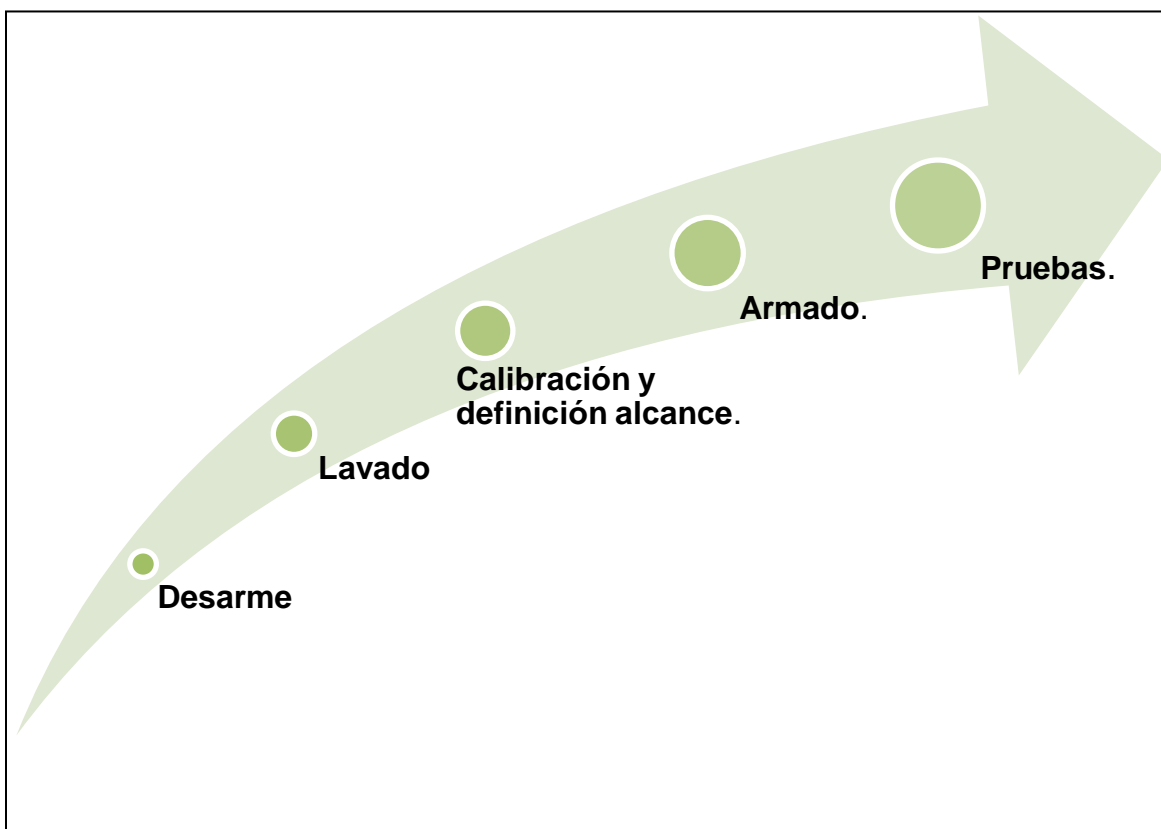 Desarme
Lavado
Calibración y
definición alcance.
Armado.
Pruebas.